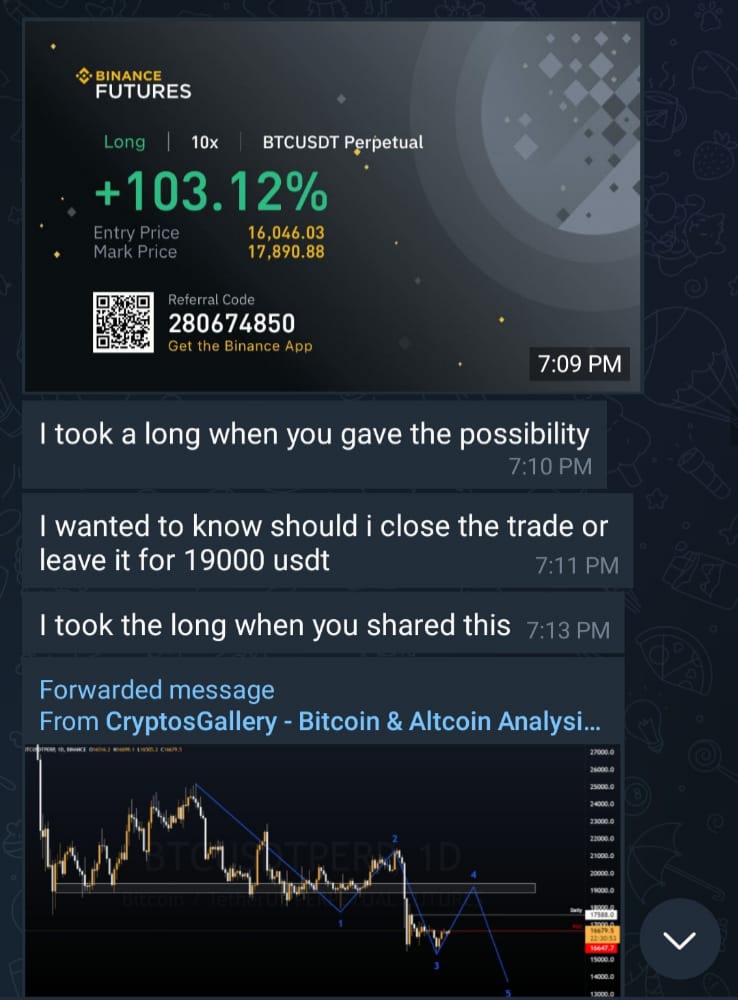 BINANCE
FUTURES
Long | 10x | BTCUSDT Perpetual
+103.12%
Entry Price 16,046.03
Mark Price 17,890.88
Referral Code
280674850
Get the Binance App
7:09 PM
I took a long when you gave the possibility
7:10 PM
I wanted to know should i close the trade or
leave it for 19000 usdt 7:11 PM
I took the long when you shared this 7:13 PM
Forwarded message
From CryptosGallery - Bitcoin & Altcoin Analysi...
27000.0
26000.0
25000.0
24000.0
23000.0
22000.0
2
21000.0
BTCUSDTPERP, 1D
20000.0
4
19000.0
1
17588.0
16679.5
22:30:53
16647.7
3
15000.0
14000.0
5
13000.0